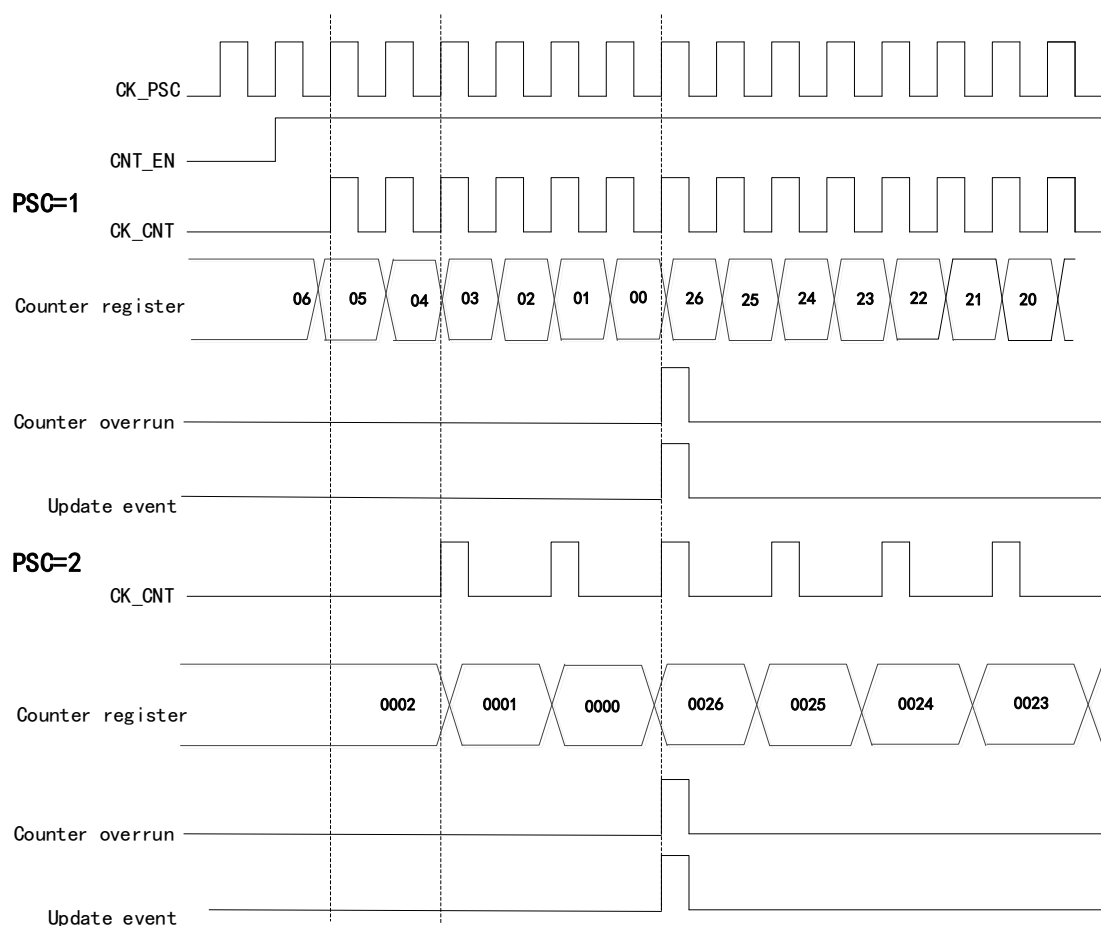 CK_PSC
CNT_EN
PSC=1
CK_CNT
Counter register 06 05 04 03 02 01 00 26 25 24 23 22 21 20
Counter overrun
Update event
PSC=2
CK_CNT
Counter register 0002 0001 0000 0026 0025 0024 0023
Counter overrun
Update event